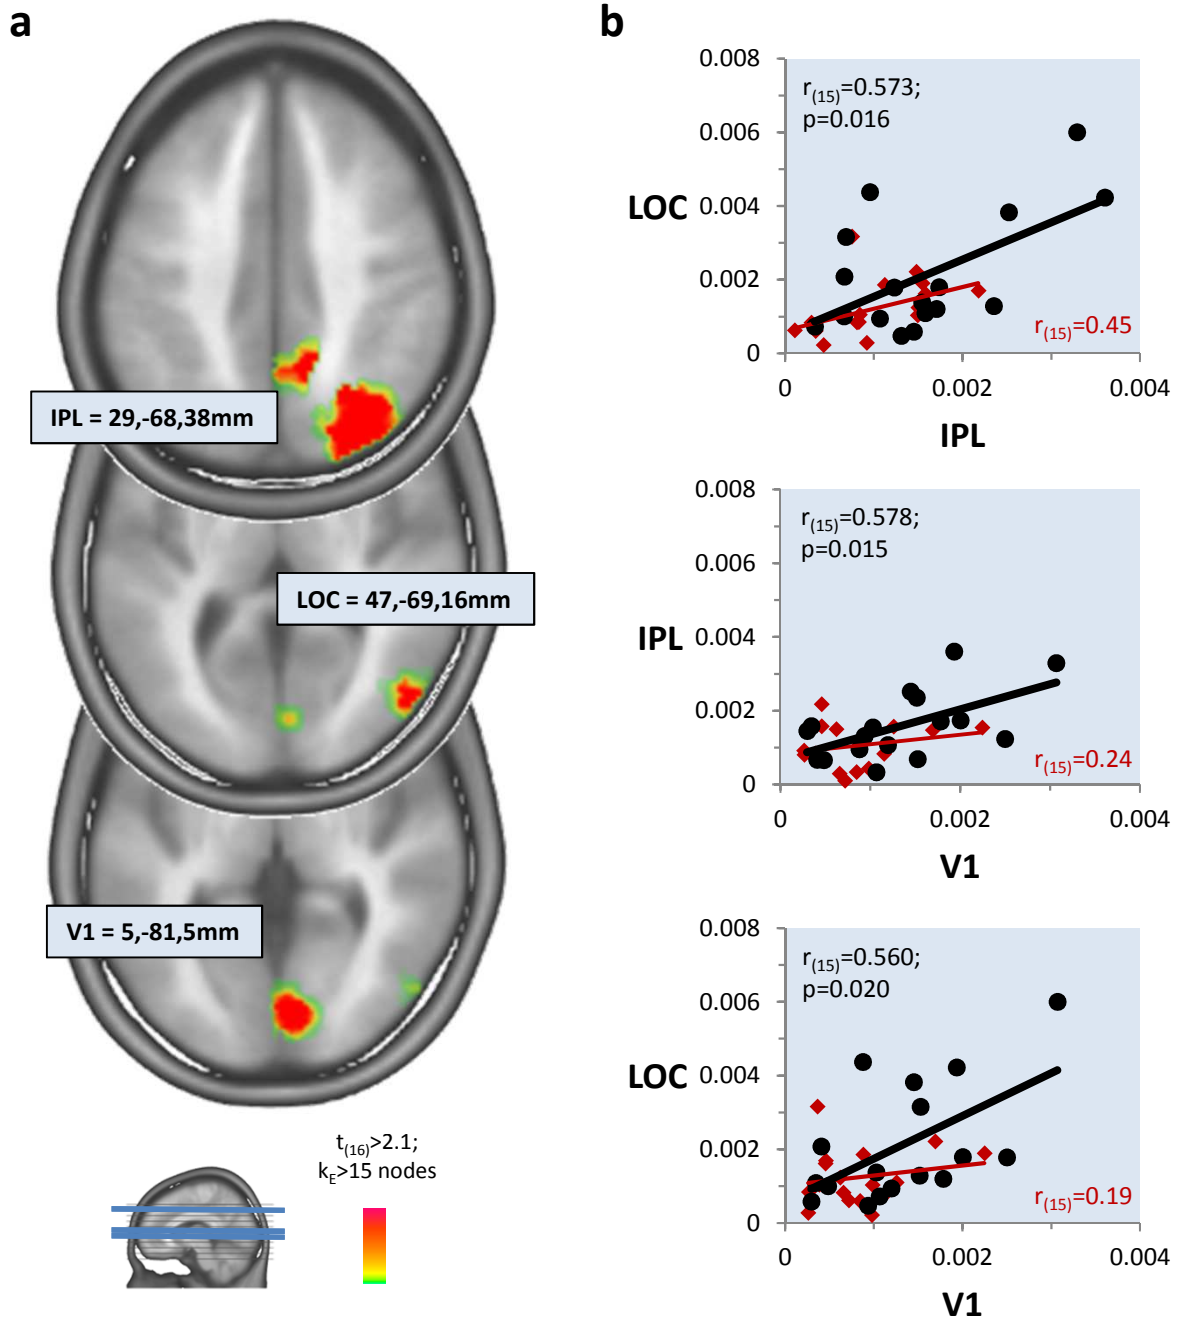 a
IPL = 29,-68,38mm
LOC = 47,-69,16mm
V1 = 5,-81,5mm
t(16)>2.1;
kE>15 nodes
b
0.008
r(15)=0.573;
p=0.016
0.006
LOC
0.004
0.002
r(15)=0.45
0
0
0.002
0.004
IPL
0.008
r(15)=0.578;
p=0.015
0.006
IPL
0.004
0.002
r(15)=0.24
0
0
0.002
0.004
V1
0.008
r(15)=0.560;
p=0.020
0.006
LOC
0.004
0.002
r(15)=0.19
0
0
0.002
0.004
V1